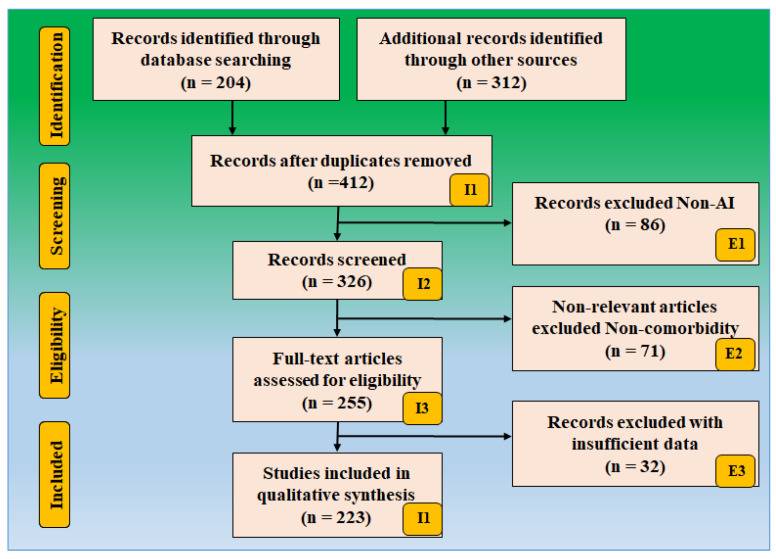 Identification
Records identified through
database searching
(n = 204)
Additional records identified
through other sources
(n = 312)
Records after duplicates removed
(n =412)
I1
Screening
Records excluded Non-AI
(n = 86)
E1
Records screened
(n = 326)
I2
Eligibility
Non-relevant articles
excluded Non-comorbidity
(n = 71)
E2
Full-text articles
assessed for eligibility
(n = 255)
I3
Included
Records excluded with
insufficient data
(n = 32)
E3
Studies included in
qualitative synthesis
(n = 223)
I1